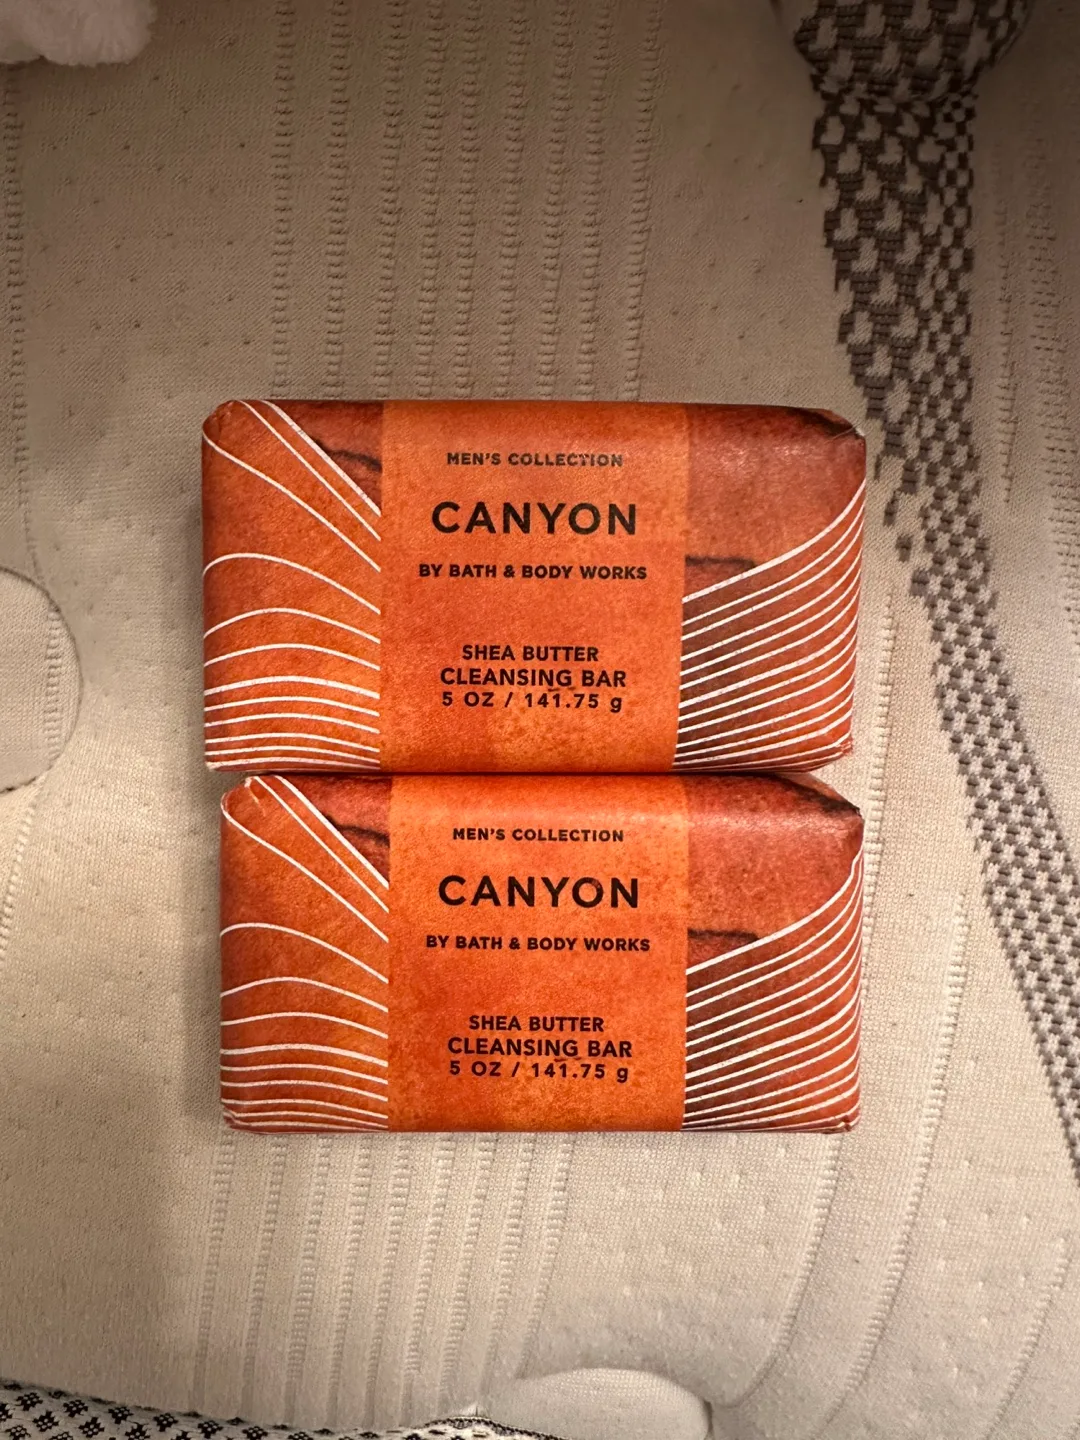 MEN'S COLLECTION
CANYON
BY BATH & BODY WORKS
SHEA BUTTER
CLEANSING BAR
5 OZ / 141.75 g
MEN'S COLLECTION
CANYON
BY BATH & BODY WORKS
SHEA BUTTER
CLEANSING BAR
5 OZ / 141.75 g